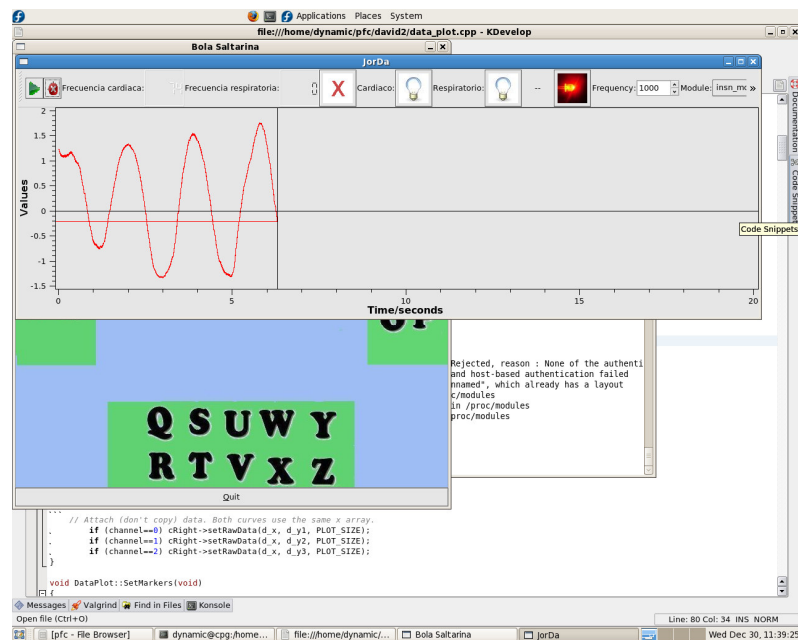 Applications Places System
file:///home/dynamic/pfc/david2/data_plot.cpp - KDevelop
Bola Saltarina
JorDa
Frecuencia cardiaca: Frecuencia respiratoria: 0 X Cardiaco: Respiratorio: -- Frequency: 1000 Module: insn_mc »
2
1.5
1
0.5
0
-0.5
-1
-1.5
Values
0 5 10 15 20
Time/seconds
Documentation
Code Snippets
Code Snippets
Rejected, reason : None of the authenti
and host-based authentication failed
nnamed", which already has a layout
c/modules
in /proc/modules
proc/modules
Q S U W Y
R T V X Z
Quit
// Attach (don't copy) data. Both curves use the same x array.
if (channel==0) cRight->setRawData(d_x, d_y1, PLOT_SIZE);
if (channel==1) cRight->setRawData(d_x, d_y2, PLOT_SIZE);
if (channel==2) cRight->setRawData(d_x, d_y3, PLOT_SIZE);
}
void DataPlot::SetMarkers(void)
{
Messages Valgrind Find in Files Konsole
Open file (Ctrl+O) Line: 80 Col: 34 INS NORM
[pfc - File Browser] dynamic@cpg:/home... file:///home/dynamic/... Bola Saltarina JorDa Wed Dec 30, 11:39:25